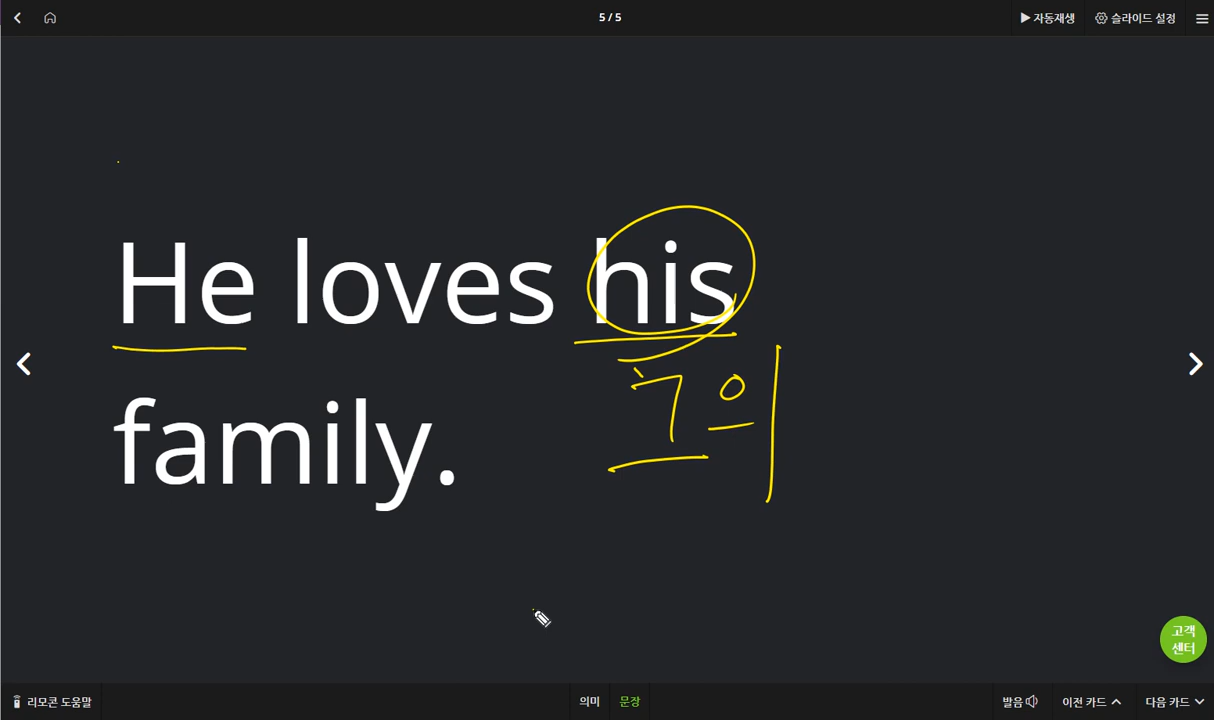 5 / 5
자동재생
슬라이드 설정
He loves his
그의
family.
고객
센터
리모콘 도움말
의미
문장
발음
이전 카드
다음 카드